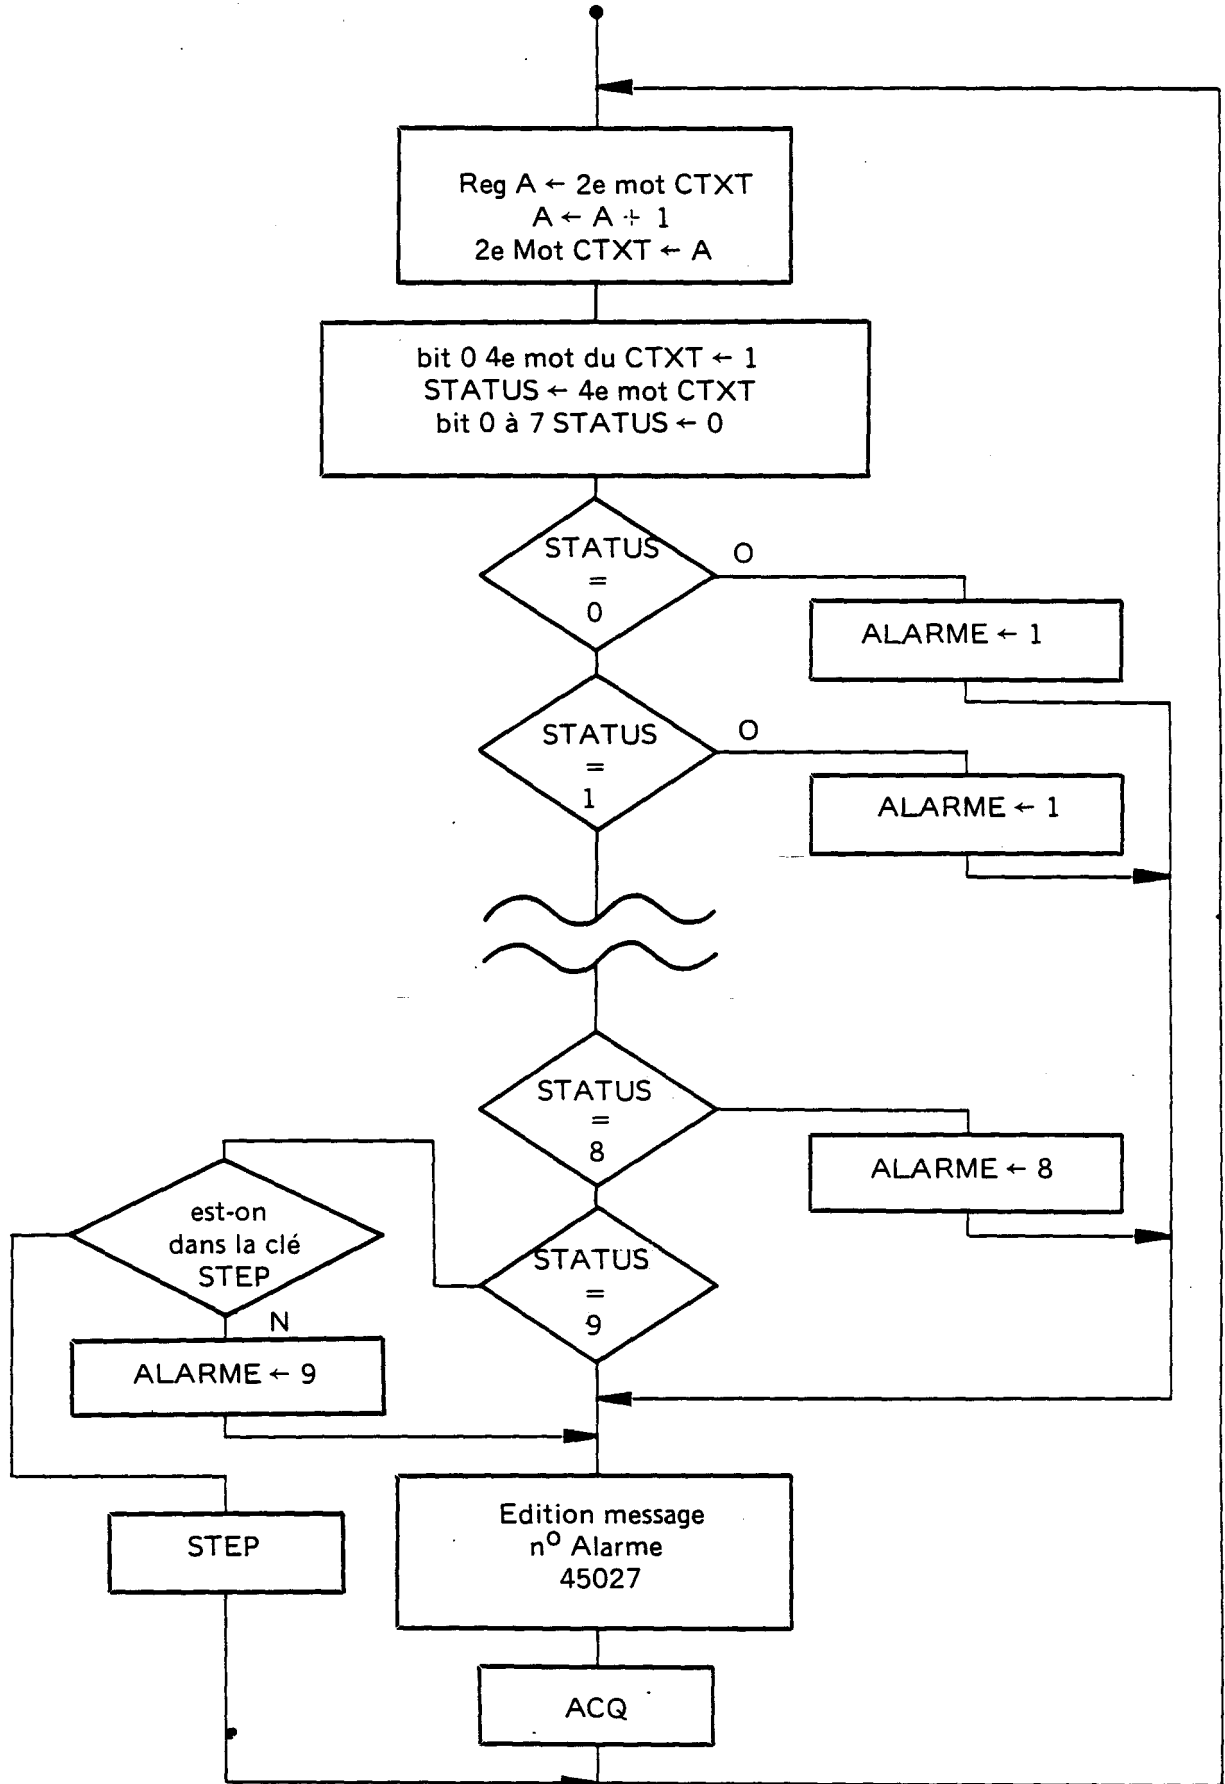 Reg A ← 2e mot CTXT
A ← A + 1
2e Mot CTXT ← A
bit 0 4e mot du CTXT ← 1
STATUS ← 4e mot CTXT
bit 0 à 7 STATUS ← 0
STATUS
=
0
O
ALARME ← 1
STATUS
=
1
O
ALARME ← 1
STATUS
=
8
ALARME ← 8
est-on
dans la clé
STEP
N
ALARME ← 9
STATUS
=
9
STEP
Edition message
nº Alarme
45027
ACQ